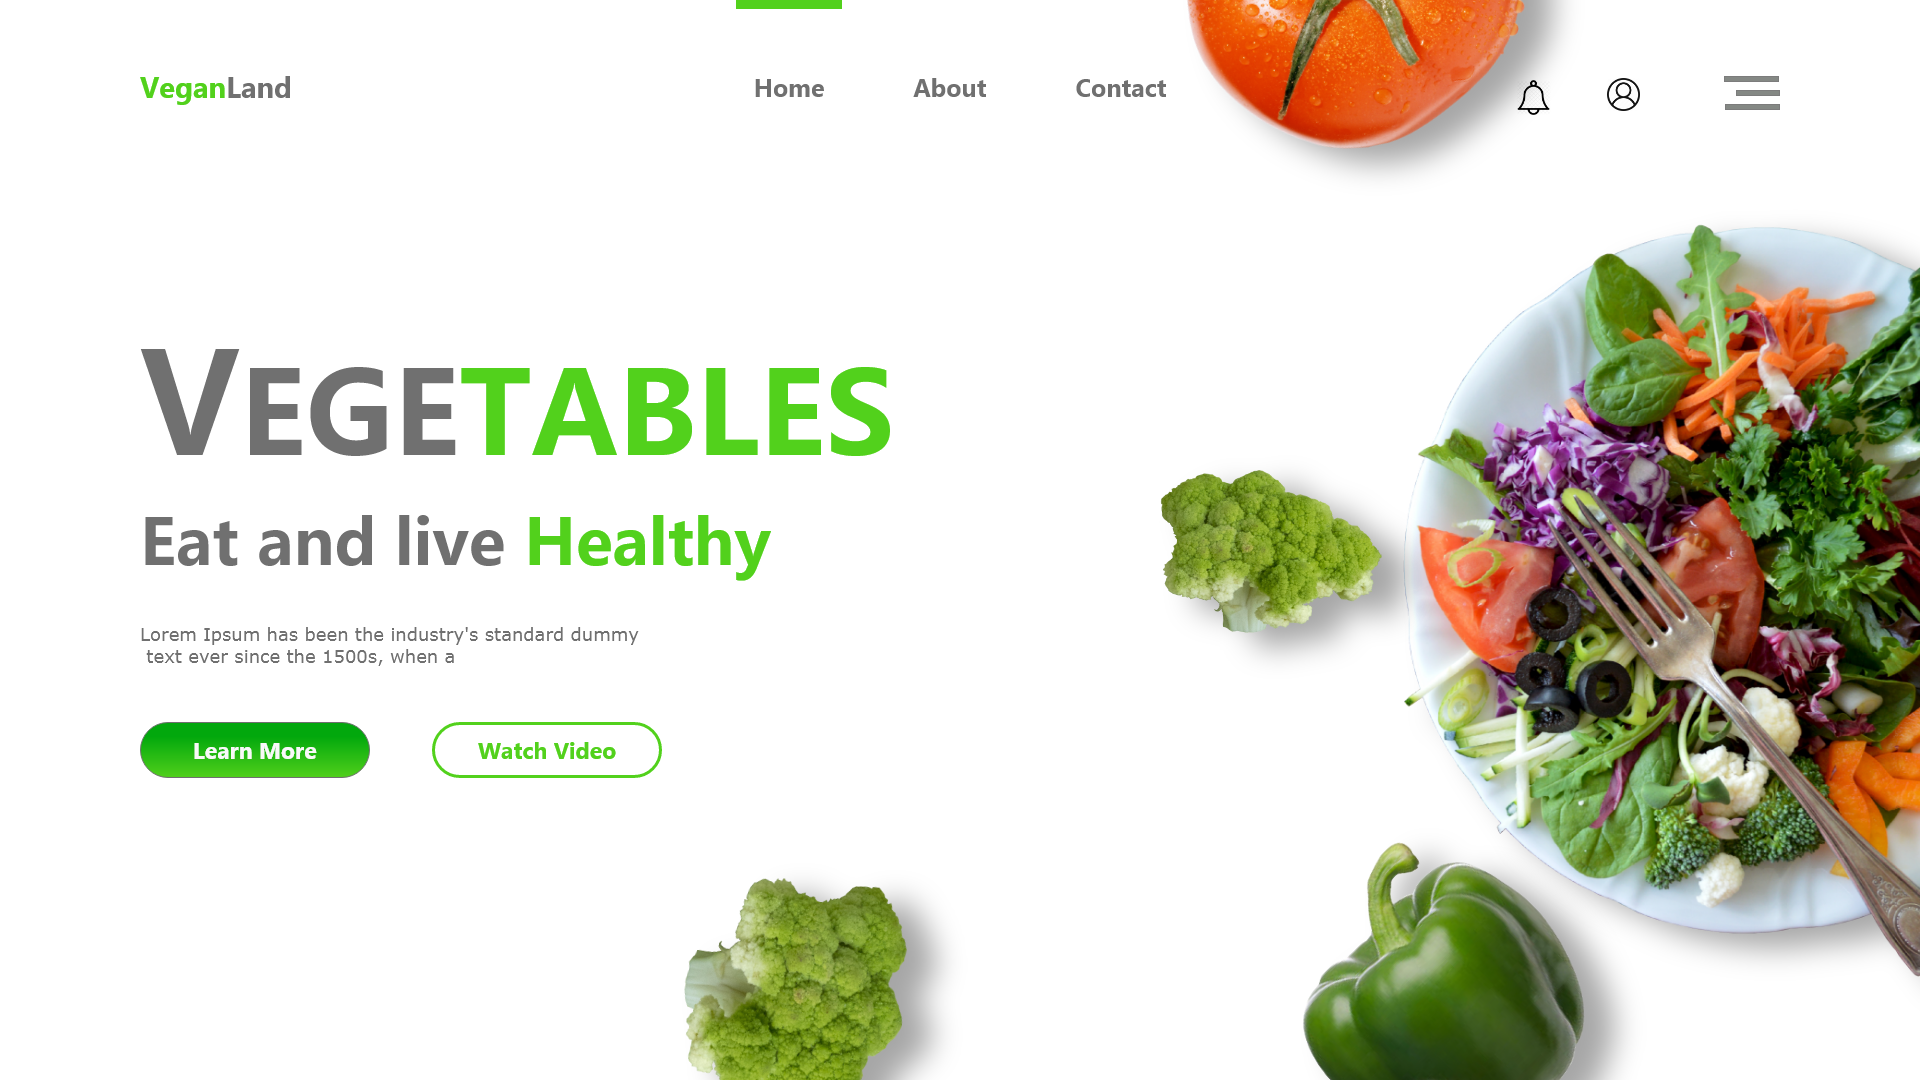 VeganLand
Home About Contact
VEGETABLES
Eat and live Healthy
Lorem Ipsum has been the industry's standard dummy
text ever since the 1500s, when a
Learn More Watch Video